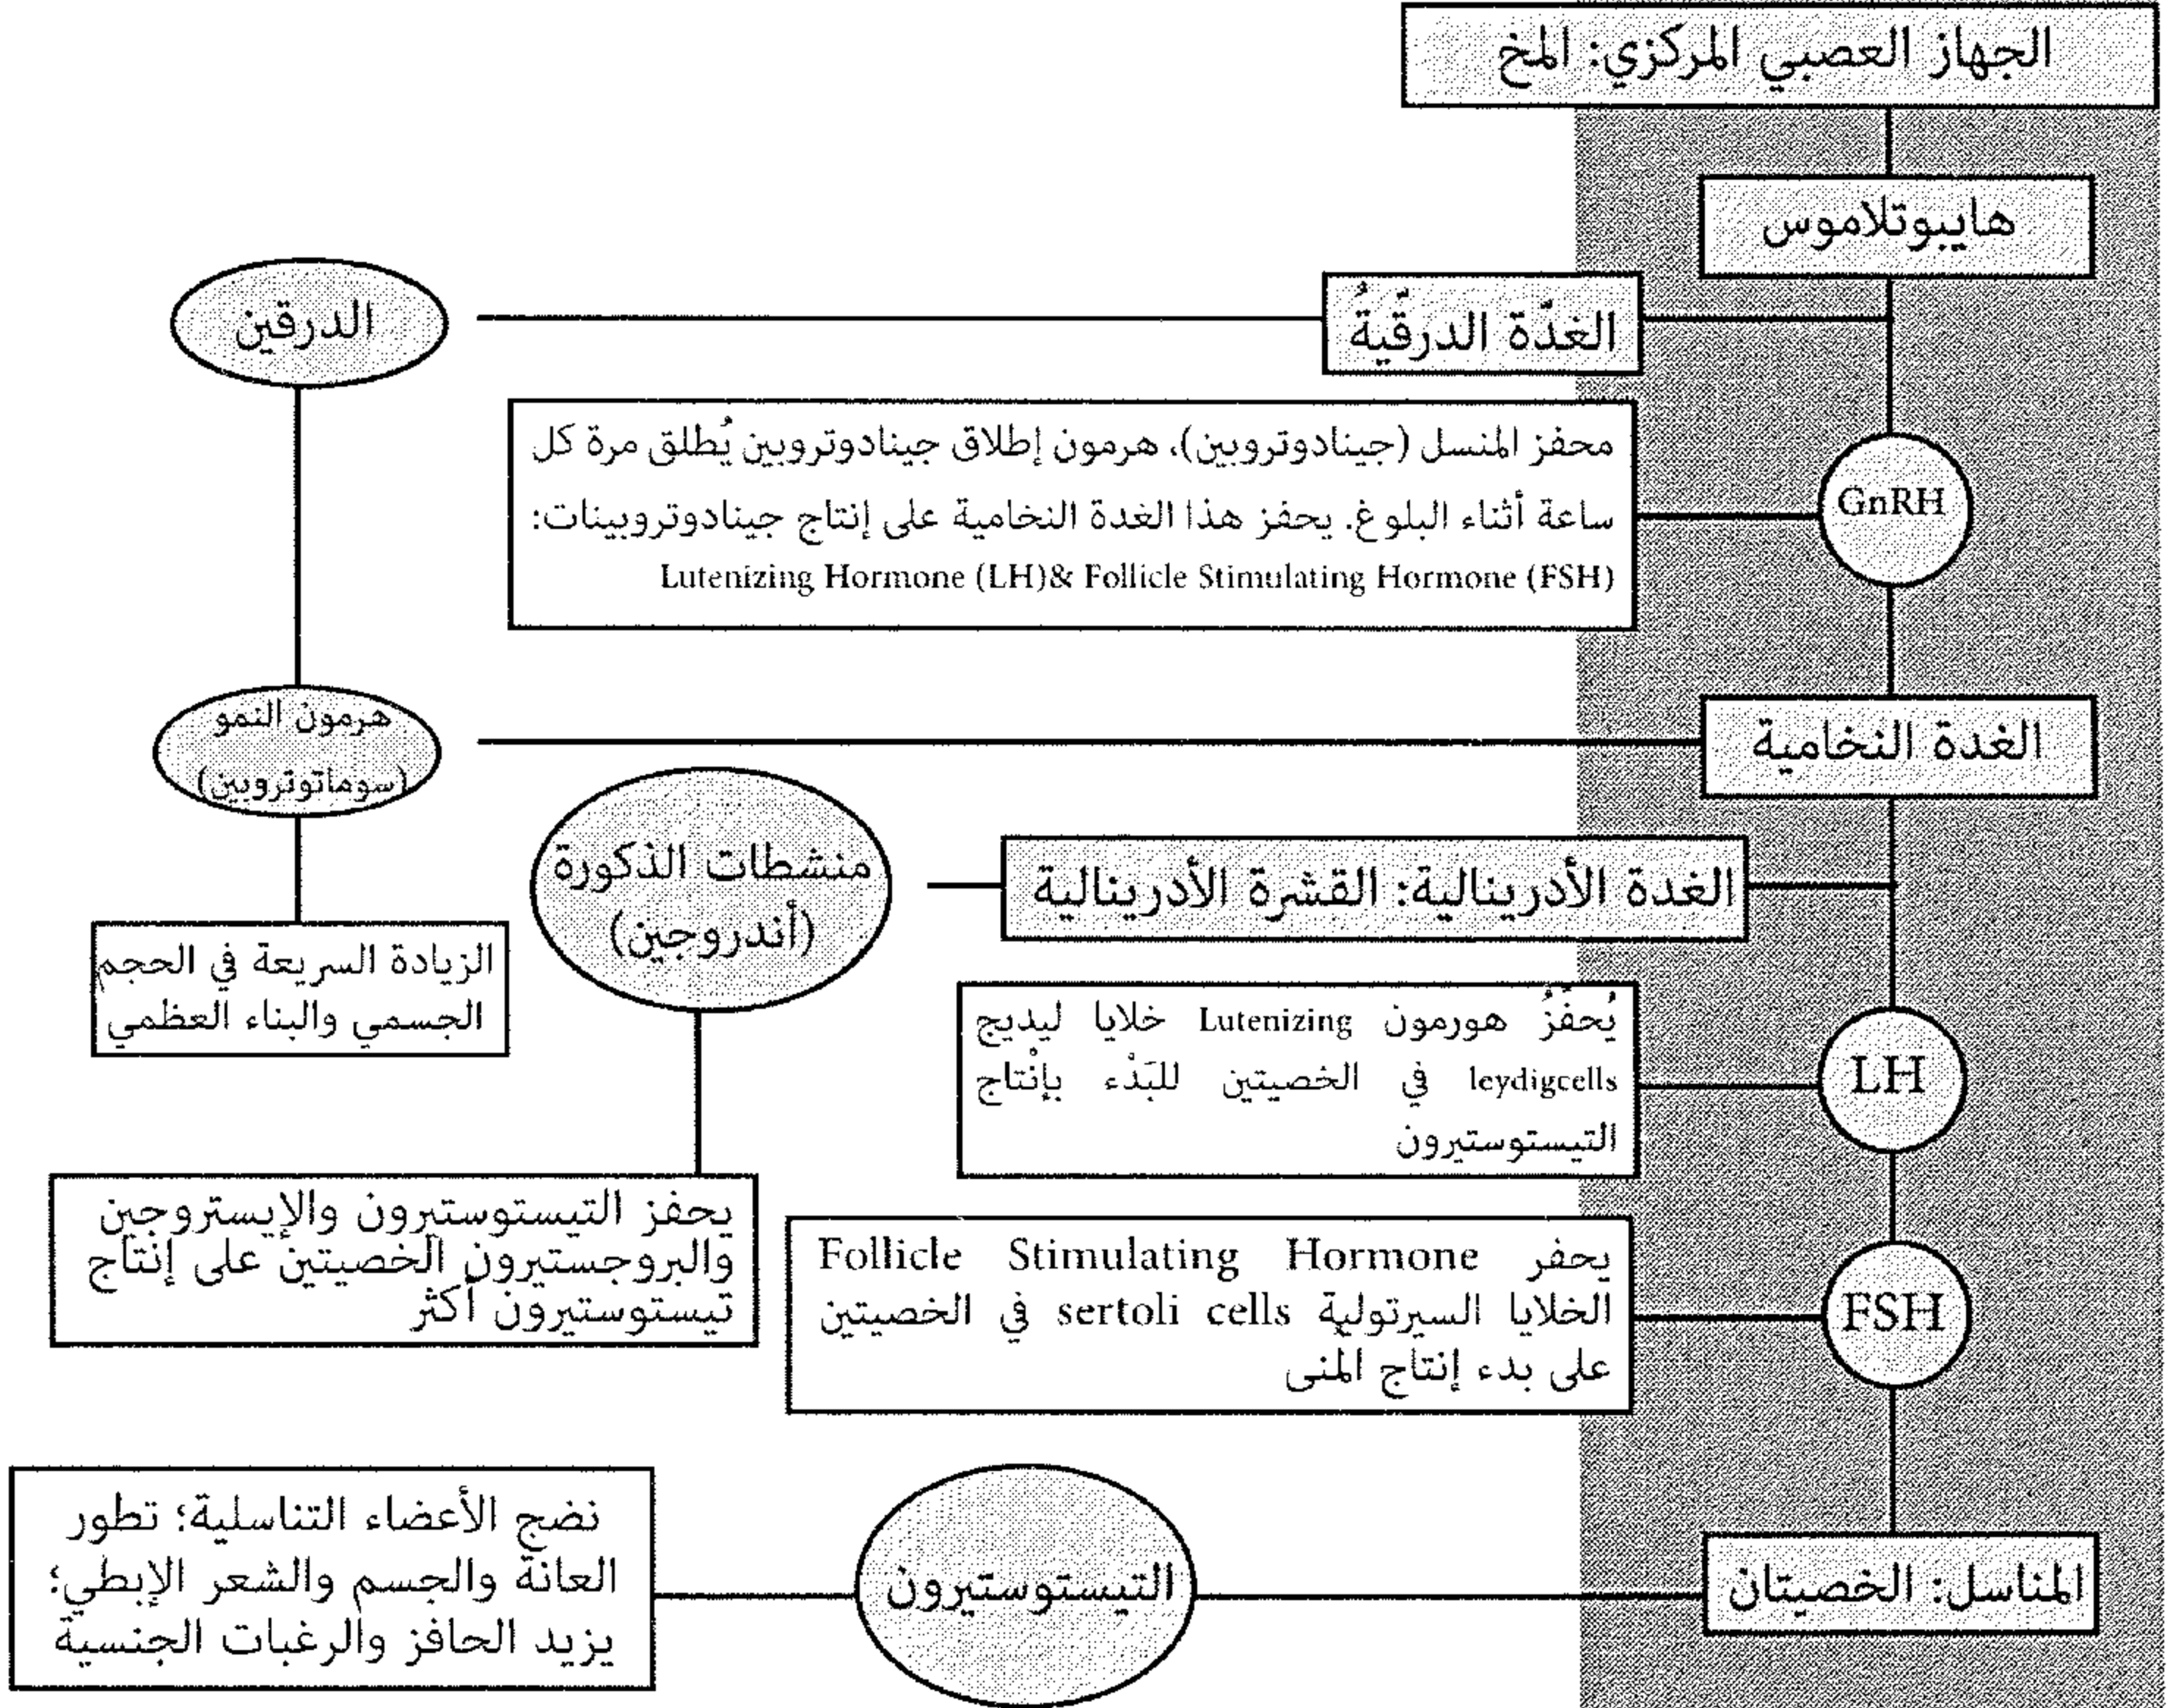 الجهاز العصبي المركزي: المخ
هايبوتلاموس
الغدّة الدرقّيةُ
الدرقين
محفز المنسل (جينادوتروبين)، هرمون إطلاق جينادوتروبين يُطلق مرة كل
ساعة أثناء البلوغ. يحفز هذا الغدة النخامية على إنتاج جينادوتروبينات:
Lutenizing Hormone (LH)& Follicle Stimulating Hormone (FSH)
GnRH
الغدة النخامية
هرمون النمو
(سوماتوتروبين)
الزيادة السريعة في الحجم
الجسمي والبناء العظمي
الغدة الأدرينالية: القشرة الأدرينالية
منشطات الذكورة
(أندروجين)
يحفز التيستوستيرون والإيستروجين
والبروجستيرون الخصيتين على إنتاج
تيستوستيرون أكثر
يُحفّزُ هورمون Lutenizing خلايا ليديج
leydigcells في الخصيتين للبَدْء بإنْتاج
التيستوستيرون
LH
يحفر Follicle Stimulating Hormone
الخلايا السيرتولية sertoli cells في الخصيتين
على بدء إنتاج المنى
FSH
المناسل: الخصيتان
التيستوستيرون
نضج الأعضاء التناسلية؛ تطور
العانة والجسم والشعر الإبطي؛
يزيد الحافز والرغبات الجنسية